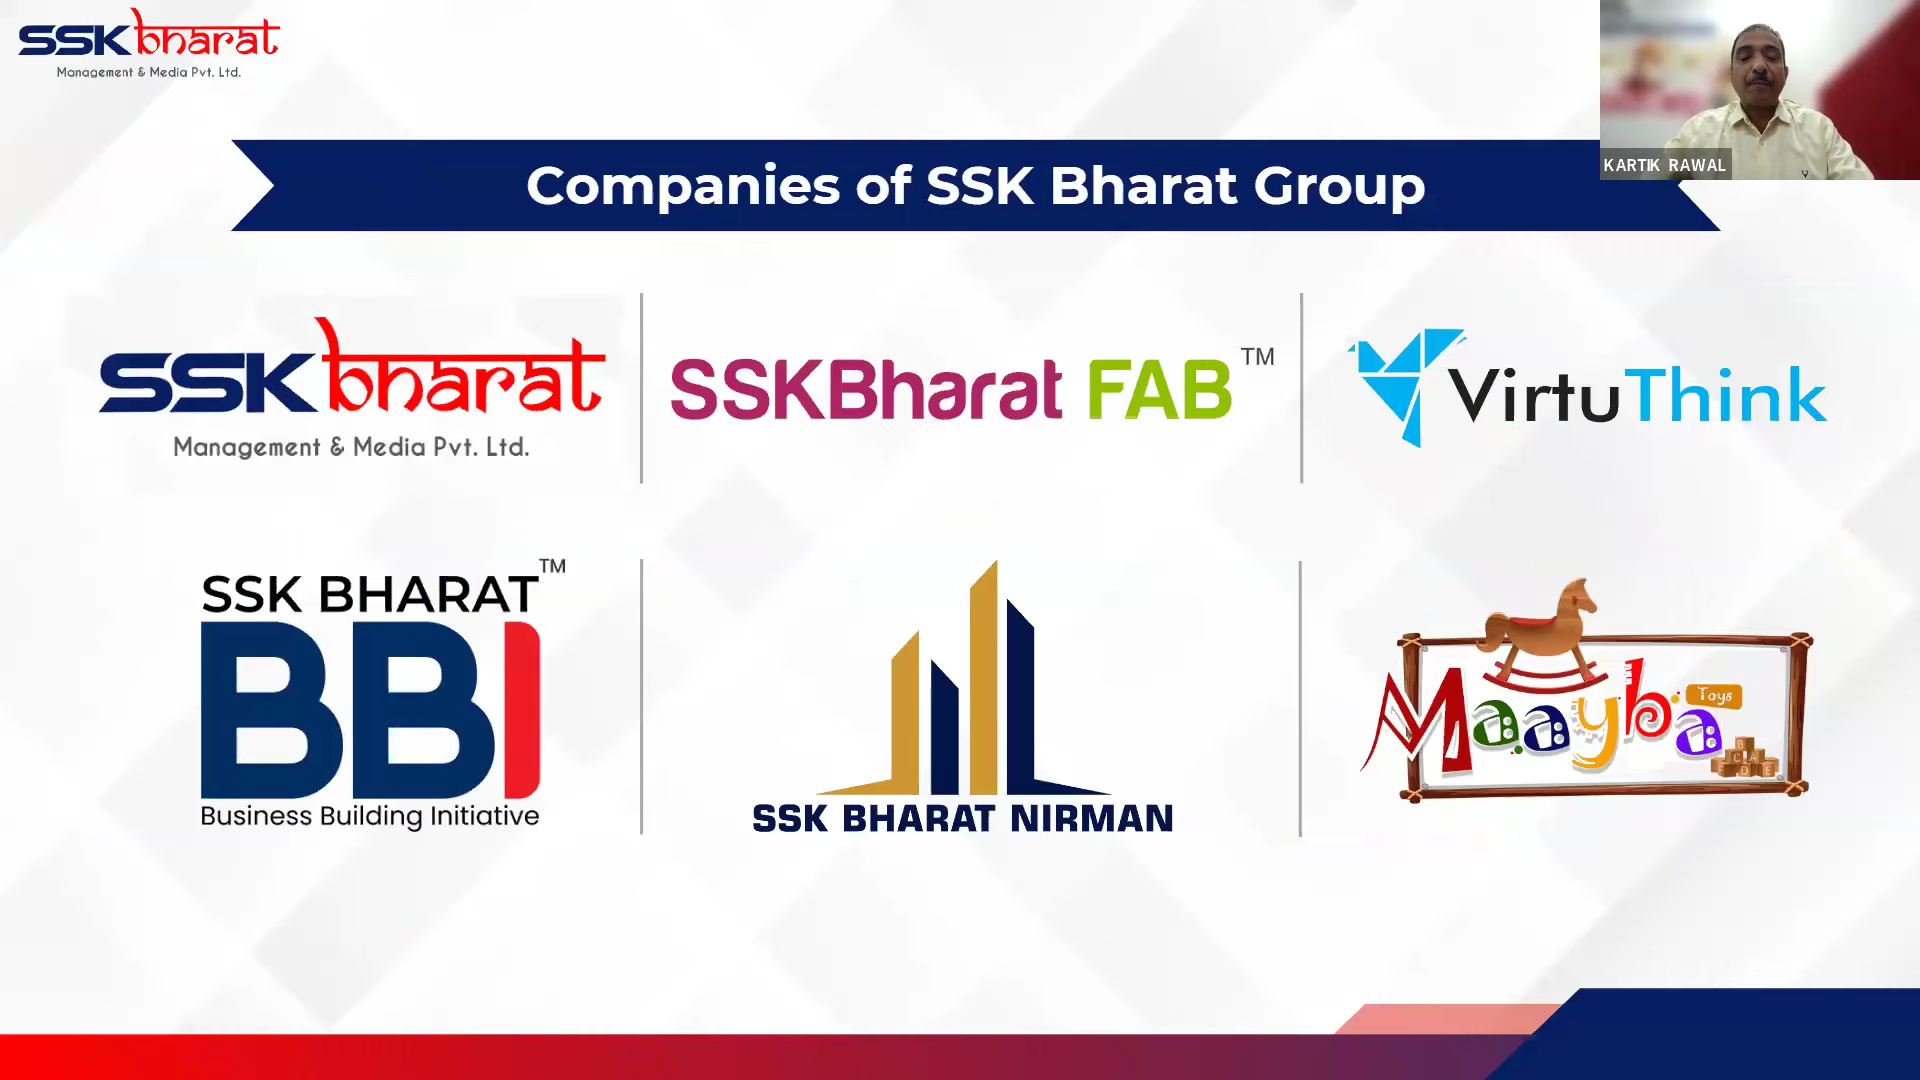 SSK bharat
Management & Media Pvt. Ltd.
KARTIK RAWAL
Companies of SSK Bharat Group
SSK bharat
Management & Media Pvt. Ltd.
SSKBharat FAB TM
VirtuThink
SSK BHARAT TM
BBI
Business Building Initiative
SSK BHARAT NIRMAN
Maayba
Toys